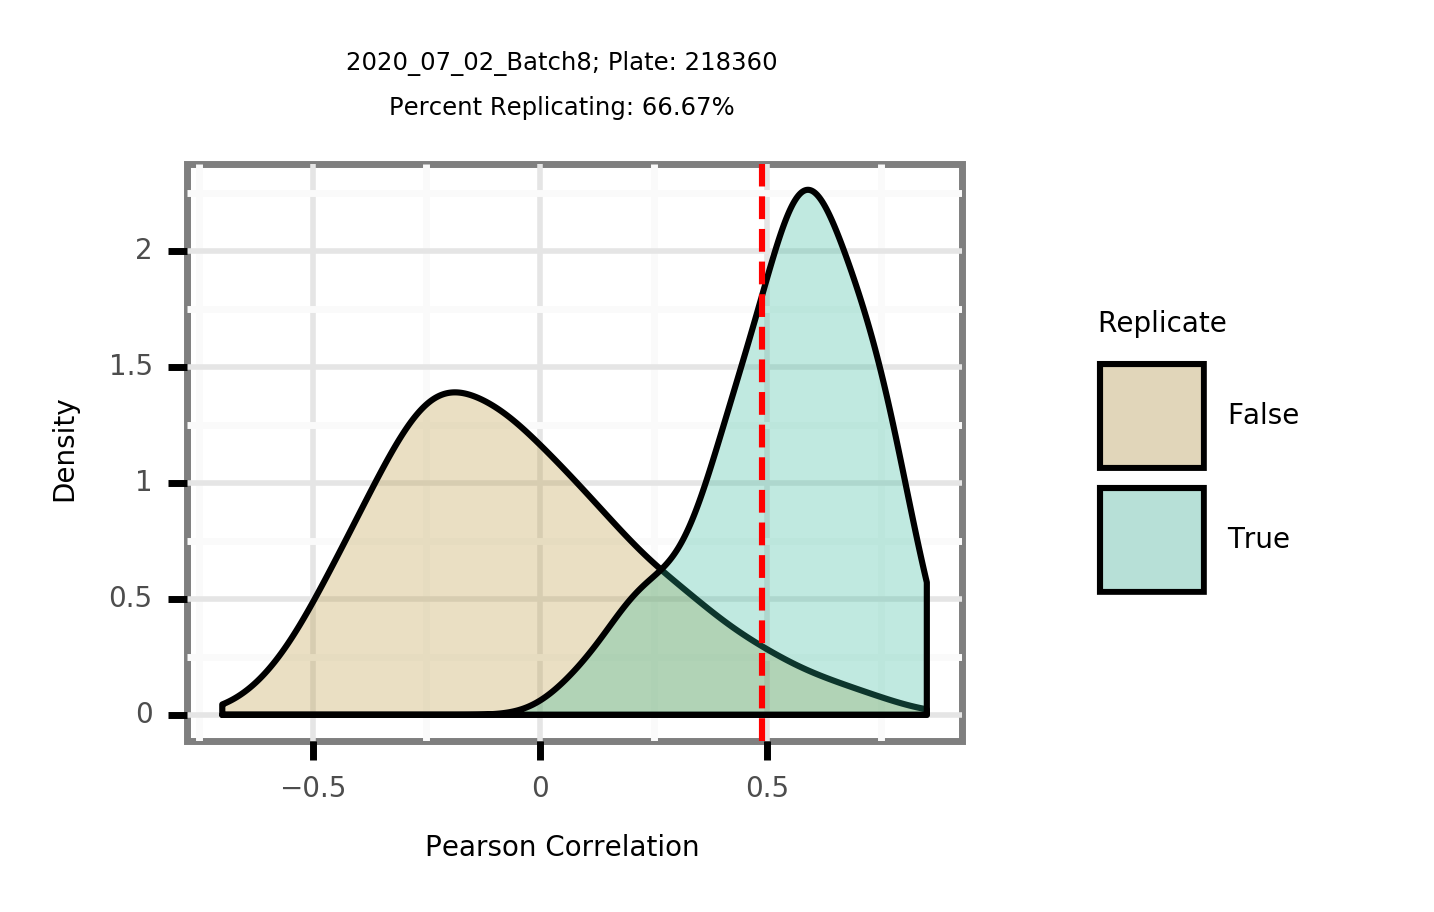 2020_07_02_Batch8; Plate: 218360
Percent Replicating: 66.67%
2
1.5
1
0.5
0
Density
−0.5
0
0.5
Pearson Correlation
Replicate
False
True